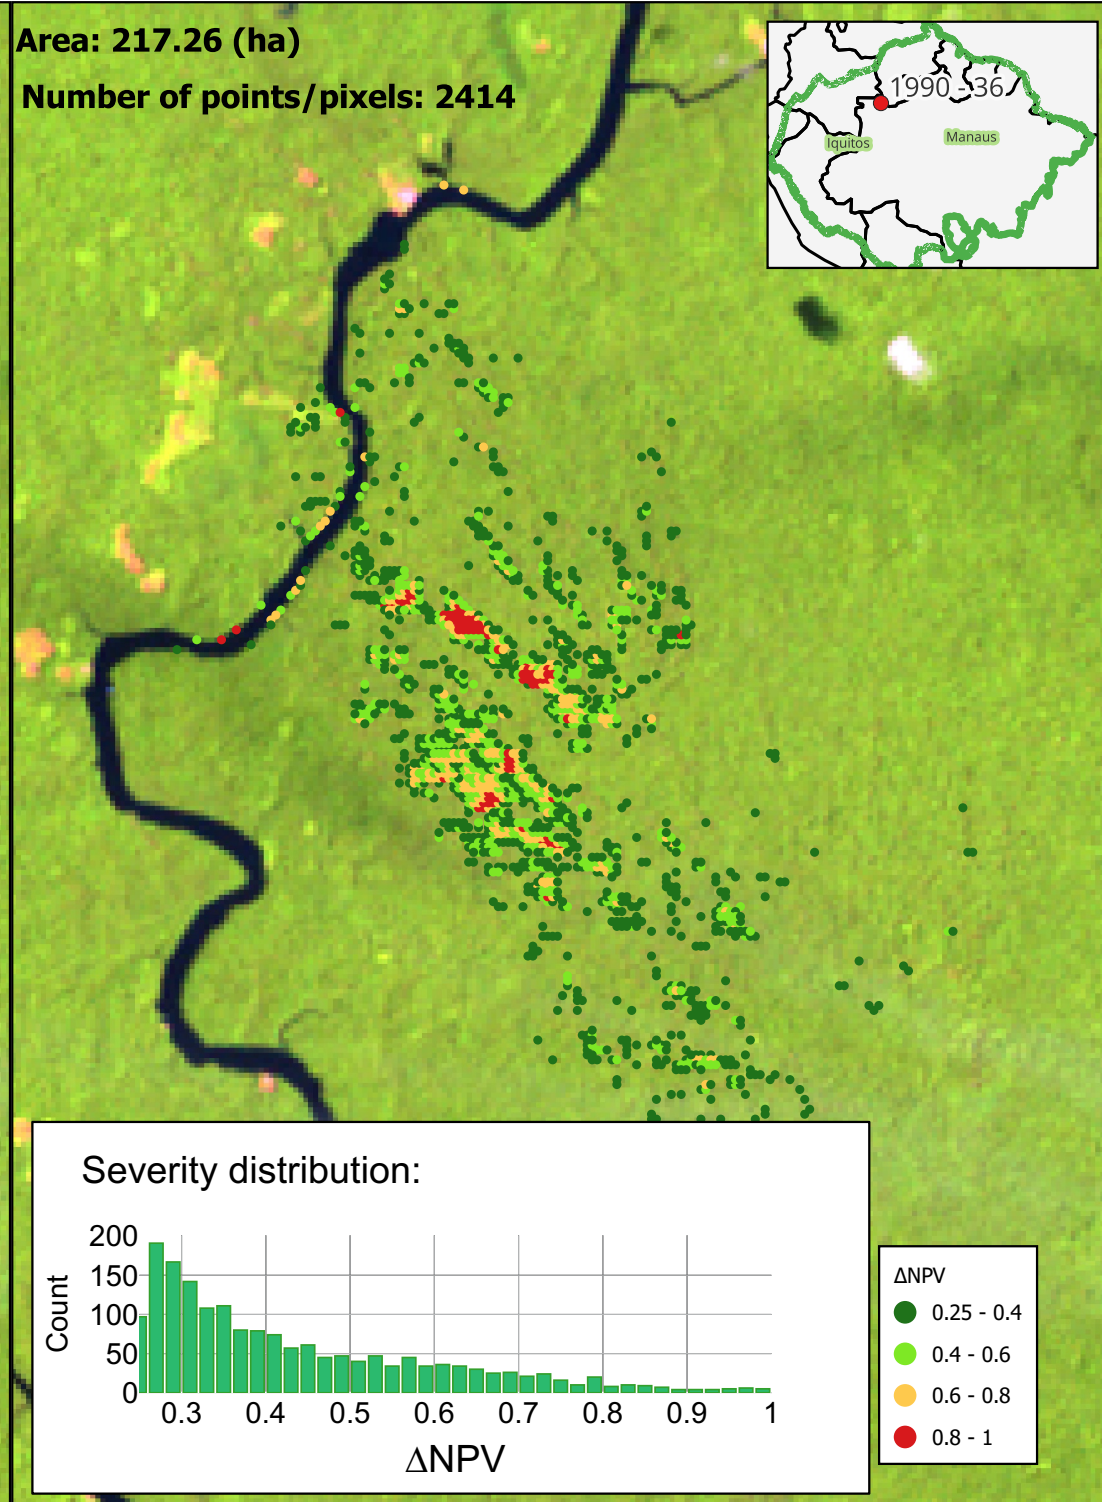 Area: 217.26 (ha)
Number of points/pixels: 2414
1990 - 36
Iquitos
Manaus
Severity distribution:
Count
200
150
100
50
0
0.3 0.4 0.5 0.6 0.7 0.8 0.9 1
ΔNPV
ΔNPV
0.25 - 0.4
0.4 - 0.6
0.6 - 0.8
0.8 - 1